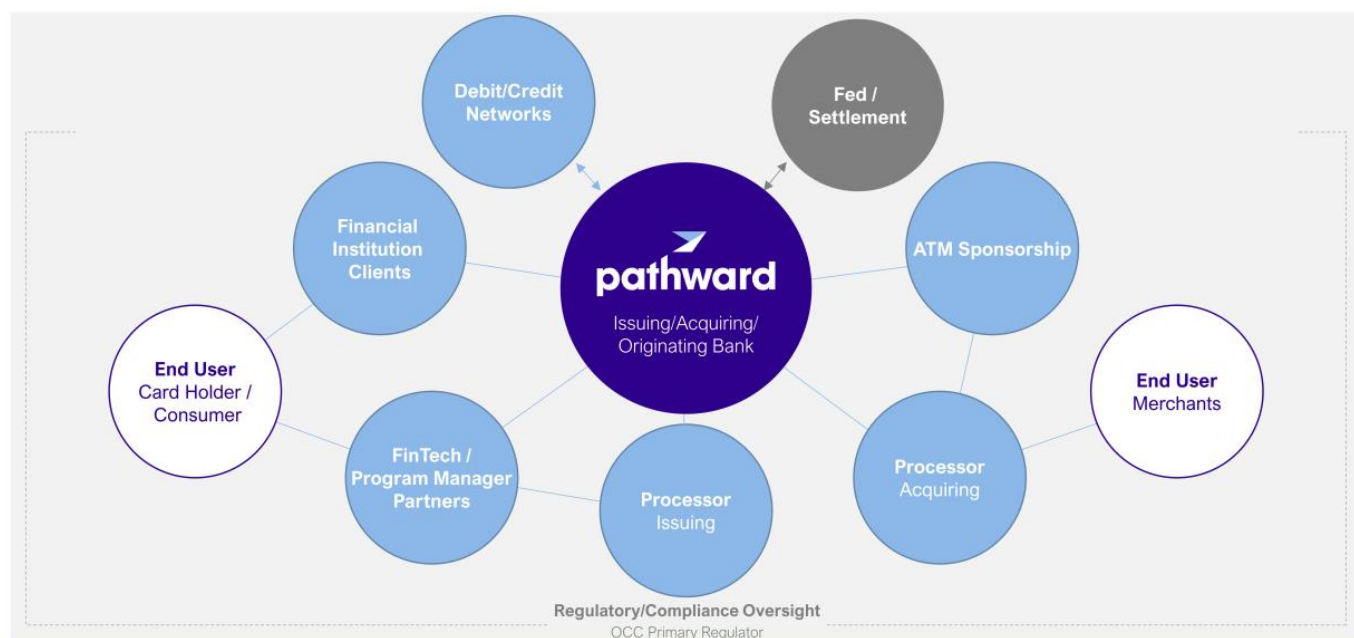 Debit/Credit
Networks
Fed /
Settlement
Financial
Institution
Clients
pathward
Issuing/Acquiring/
Originating Bank
ATM Sponsorship
End User
Card Holder /
Consumer
End User
Merchants
FinTech /
Program Manager
Partners
Processor
Issuing
Processor
Acquiring
Regulatory/Compliance Oversight
OCC Primary Regulator